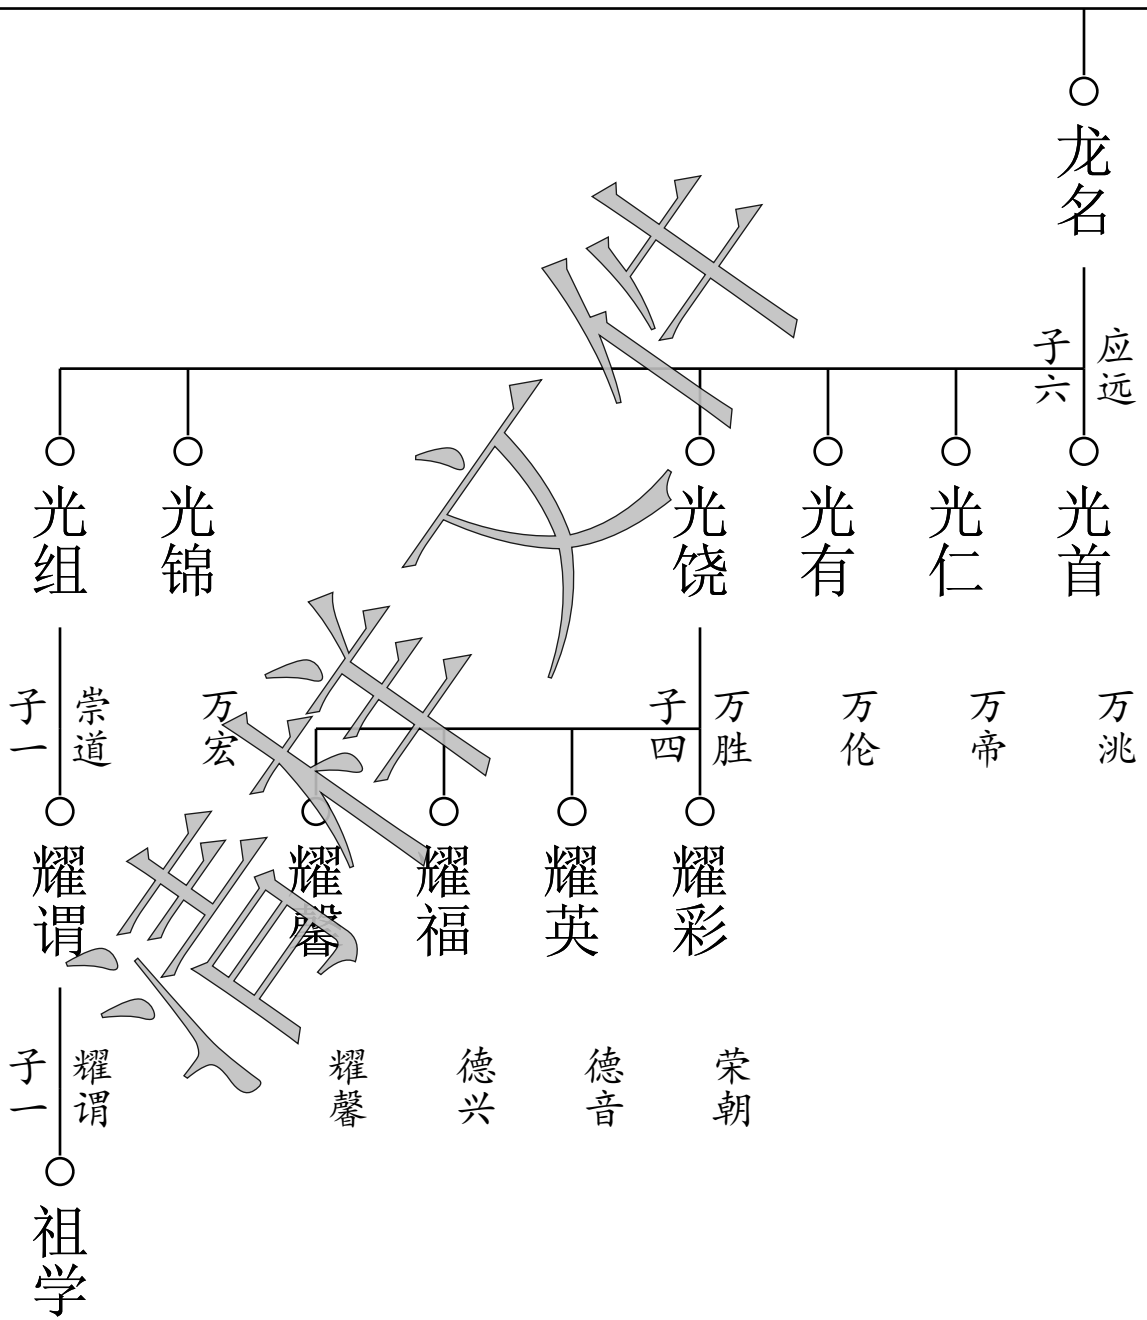 龙名
应远
子六
光首
光仁
光有
光饶
光锦
光组
万洮
万帝
万伦
万胜
子四
万宏
崇道
子一
耀彩
耀英
耀福
耀馨
耀谓
荣朝
德音
德兴
耀馨
耀谓
子一
祖学